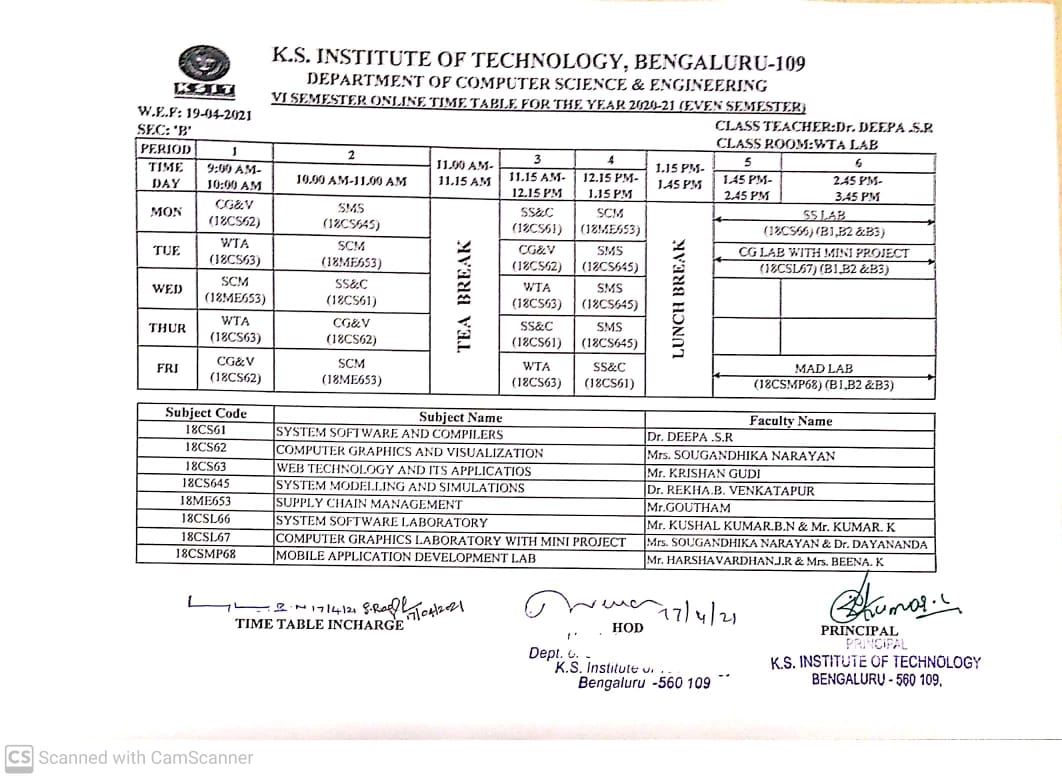 KSIT
K.S. INSTITUTE OF TECHNOLOGY, BENGALURU-109
DEPARTMENT OF COMPUTER SCIENCE & ENGINEERING
VI SEMESTER ONLINE TIME TABLE FOR THE YEAR 2020-21 (EVEN SEMESTER)
W.E.F: 19-04-2021
SEC: 'B'
CLASS TEACHER:Dr. DEEPA .S.R
CLASS ROOM:WTA LAB
PERIOD 1 2 3 4 5 6
TIME
DAY
9:00 AM-
10:00 AM
10.00 AM-11.00 AM
11.00 AM-
11.15 AM
11.15 AM-
12.15 PM
12.15 PM-
1.15 PM
1.15 PM-
1.45 PM
1.45 PM-
2.45 PM
2.45 PM-
3.45 PM
TEA BREAK
LUNCH BREAK
MON CG&V SMS SS&C SCM SS LAB
(18CS62) (18CS645) (18CS61) (18ME653) (18CS66) (B1,B2 &B3)
TUE WTA SCM CG&V SMS CG LAB WITH MINI PROJECT
(18CS63) (18ME653) (18CS62) (18CS645) (18CSL67) (B1,B2 &B3)
WED SCM SS&C WTA SMS
(18ME653) (18CS61) (18CS63) (18CS645)
THUR WTA CG&V SS&C SMS
(18CS63) (18CS62) (18CS61) (18CS645)
FRI CG&V SCM WTA SS&C MAD LAB
(18CS62) (18ME653) (18CS63) (18CS61) (18CSMP68) (B1,B2 &B3)
Subject Code Subject Name Faculty Name
18CS61 SYSTEM SOFTWARE AND COMPILERS Dr. DEEPA .S.R
18CS62 COMPUTER GRAPHICS AND VISUALIZATION Mrs. SOUGANDHIKA NARAYAN
18CS63 WEB TECHNOLOGY AND ITS APPLICATIOS Mr. KRISHAN GUDI
18CS645 SYSTEM MODELLING AND SIMULATIONS Dr. REKHA.B. VENKATAPUR
18ME653 SUPPLY CHAIN MANAGEMENT Mr.GOUTHAM
18CSL66 SYSTEM SOFTWARE LABORATORY Mr. KUSHAL KUMAR.B.N & Mr. KUMAR. K
18CSL67 COMPUTER GRAPHICS LABORATORY WITH MINI PROJECT Mrs. SOUGANDHIKA NARAYAN & Dr. DAYANANDA
18CSMP68 MOBILE APPLICATION DEVELOPMENT LAB Mr. HARSHAVARDHAN.J.R & Mrs. BEENA. K
17/4/21 17/04/2021
TIME TABLE INCHARGE
17/4/21
HOD
Dept.
K.S. Institute
Bengaluru -560 109
PRINCIPAL
PRINCIPAL
K.S. INSTITUTE OF TECHNOLOGY
BENGALURU - 560 109.
CS Scanned with CamScanner